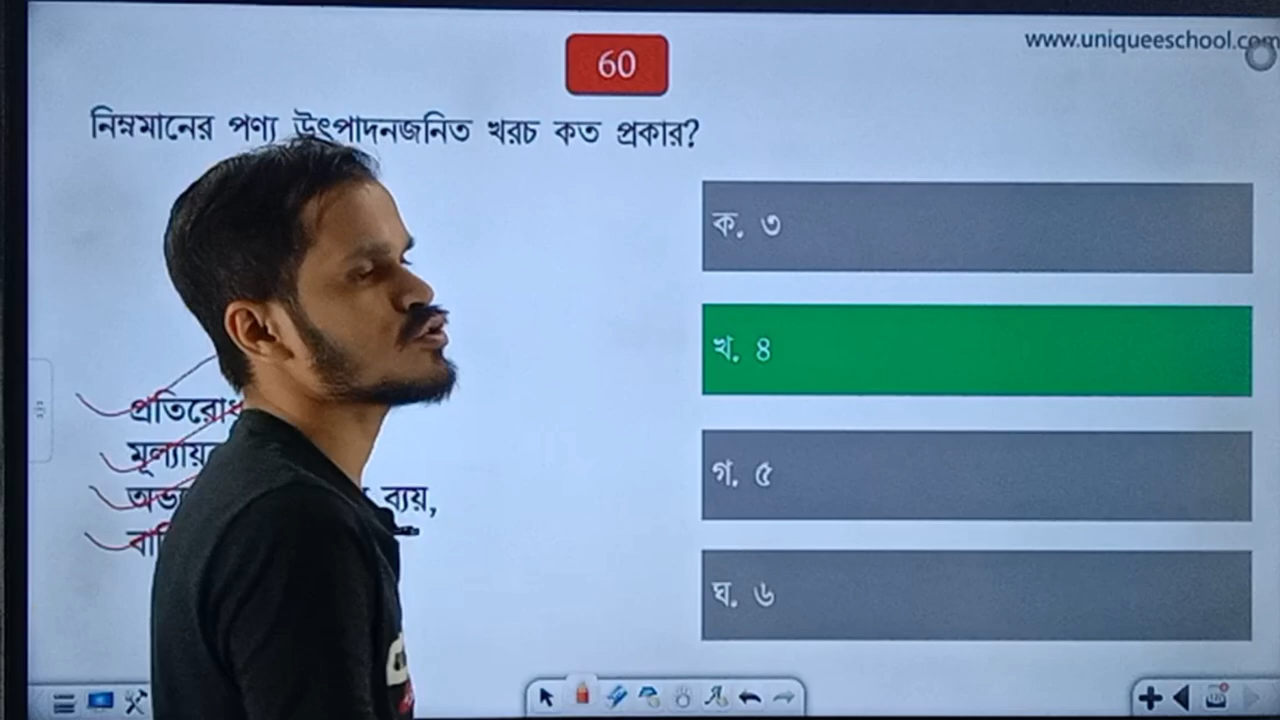 www.uniqueeschool.com
60
নিম্নমানের পণ্য উৎপাদনজনিত খরচ কত প্রকার?
ক. ৩
খ. ৪
গ. ৫
ঘ. ৬
ব্যয়,